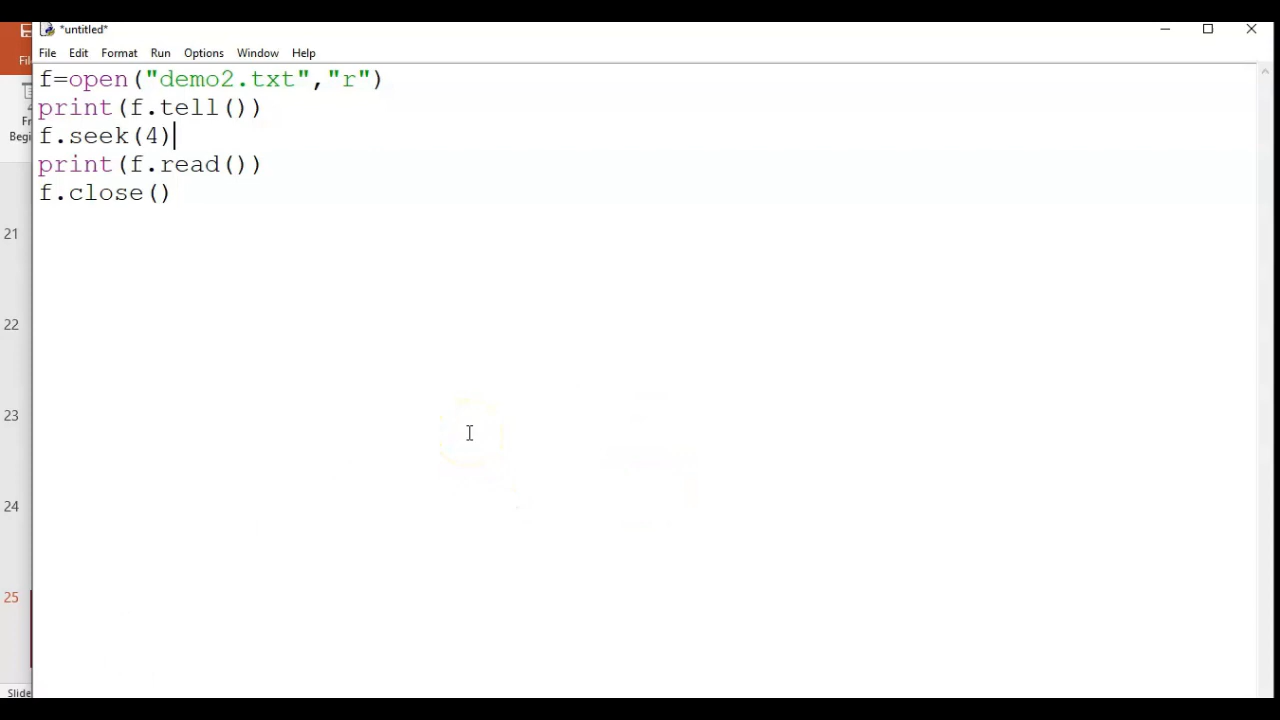 *untitled*
File Edit Format Run Options Window Help
f=open("demo2.txt","r")
print(f.tell())
f.seek(4)
print(f.read())
f.close()
21
22
23
24
25
Slide